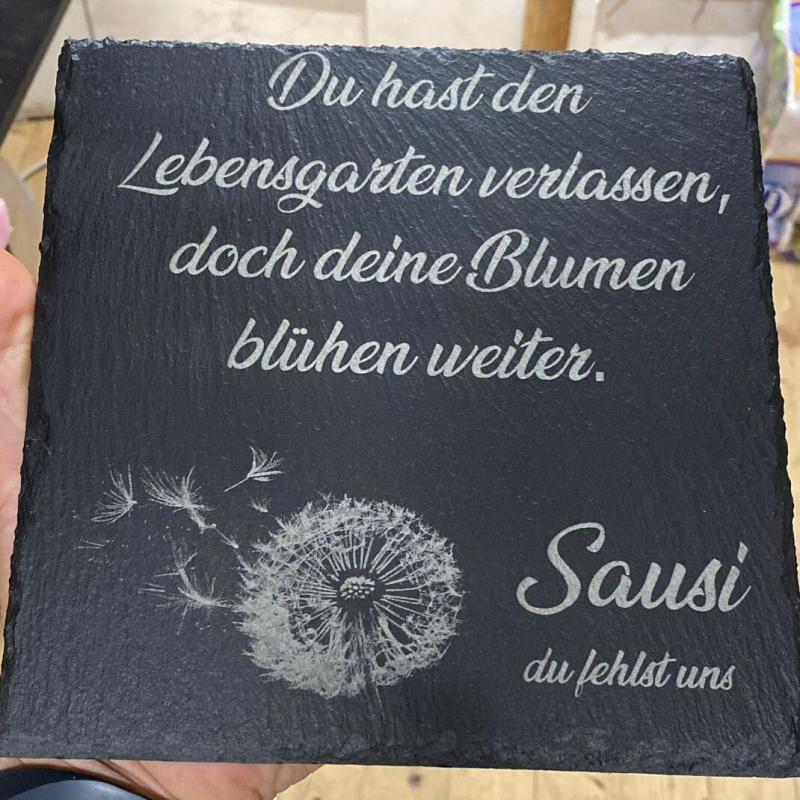 Du hast den
Lebensgarten verlassen,
doch deine Blumen
blühen weiter.
Sausi
du fehlst uns